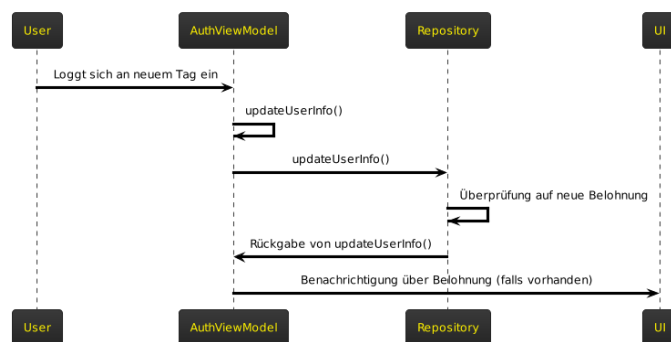 User
AuthViewModel
Repository
UI
Loggt sich an neuem Tag ein
updateUserInfo()
updateUserInfo()
Überprüfung auf neue Belohnung
Rückgabe von updateUserInfo()
Benachrichtigung über Belohnung (falls vorhanden)
User
AuthViewModel
Repository
UI